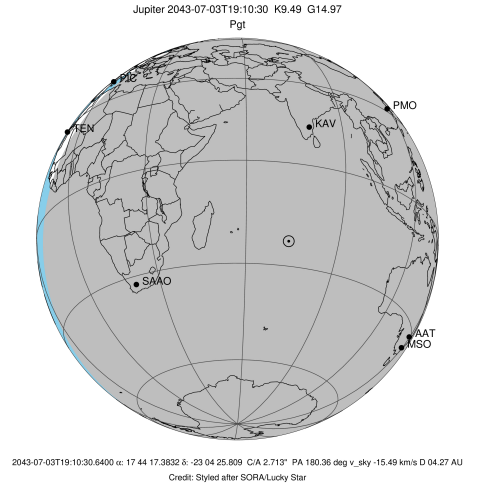 Jupiter 2043-07-03T19:10:30  K9.49  G14.97
Pgt
PIC
TEN
PMO
KAV
SAAO
AAT
MSO
2043-07-03T19:10:30.6400 α: 17 44 17.3832 δ: -23 04 25.809  C/A 2.713"  PA 180.36 deg v_sky -15.49 km/s D 04.27 AU
Credit: Styled after SORA/Lucky Star